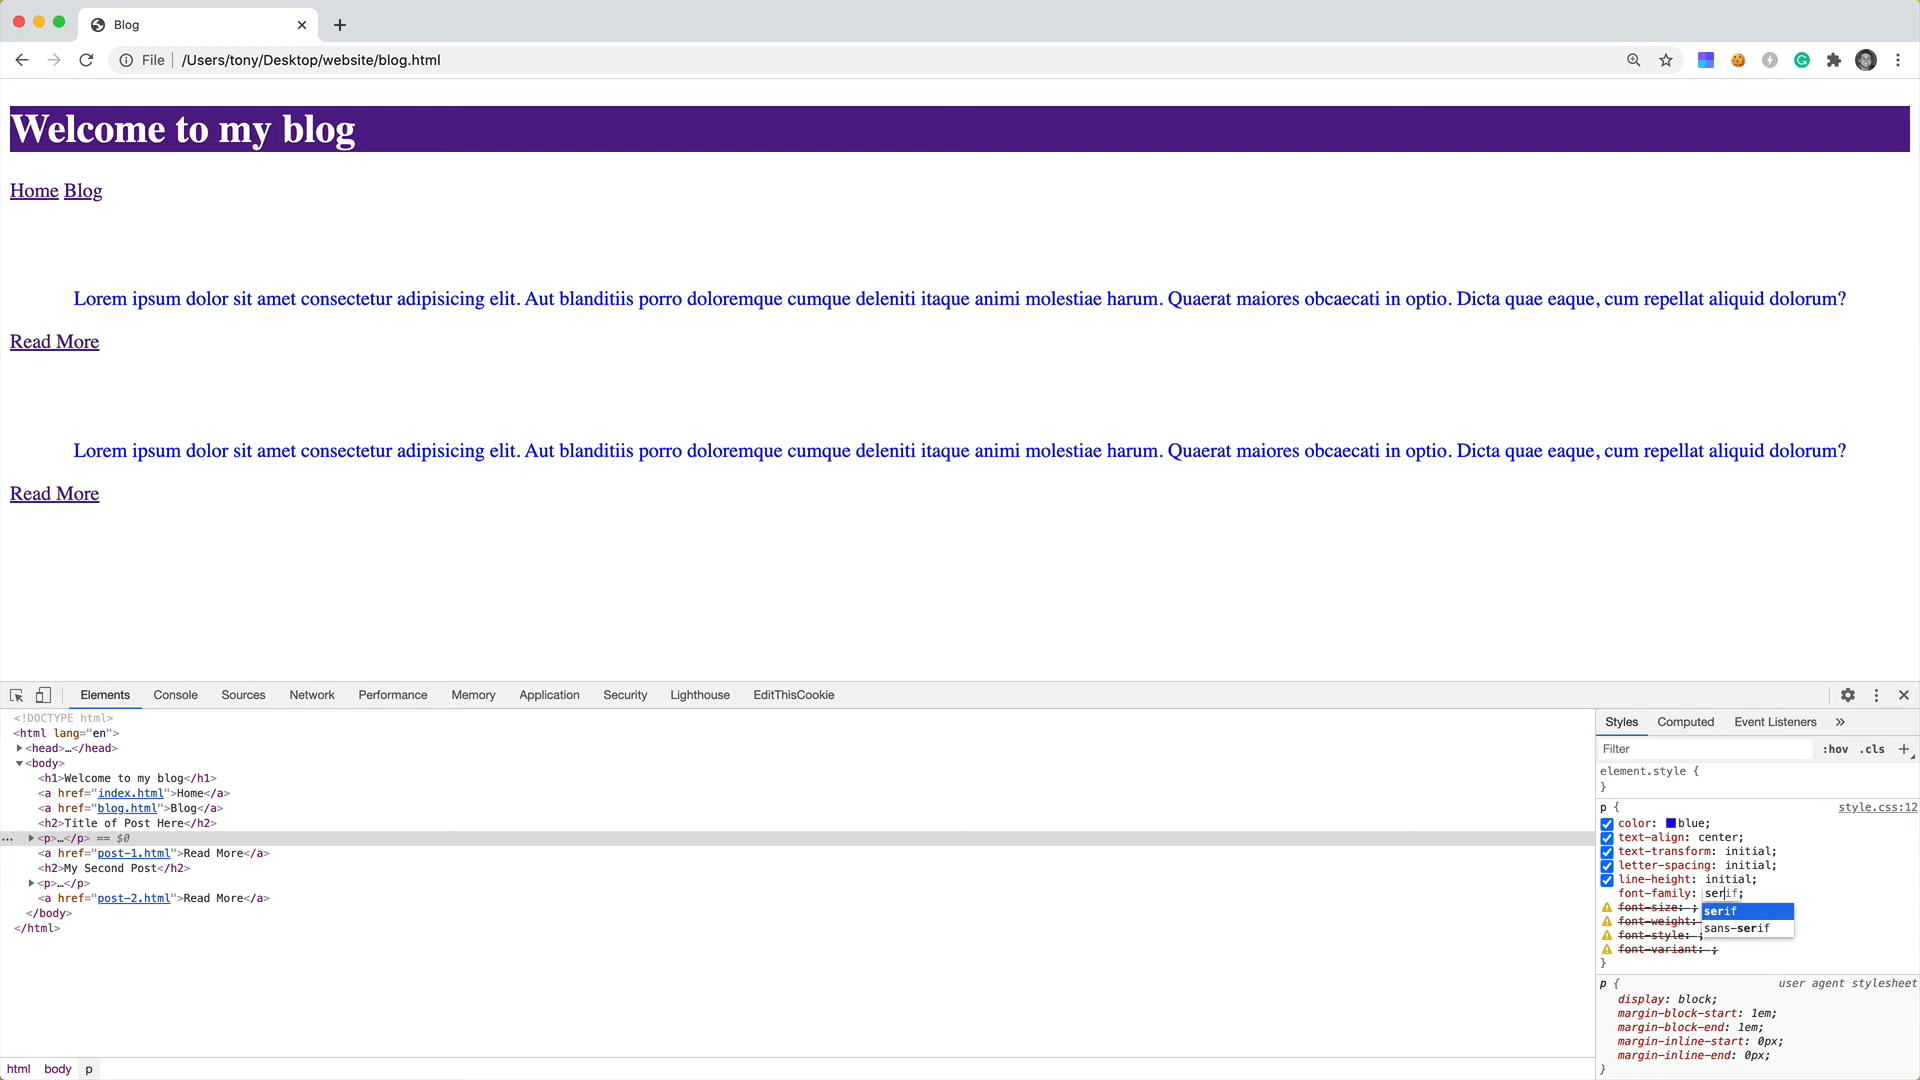 Blog
File
/Users/tony/Desktop/website/blog.html
Welcome to my blog
Home Blog
Lorem ipsum dolor sit amet consectetur adipisicing elit. Aut blanditiis porro doloremque cumque deleniti itaque animi molestiae harum. Quaerat maiores obcaecati in optio. Dicta quae eaque, cum repellat aliquid dolorum?
Read More
Lorem ipsum dolor sit amet consectetur adipisicing elit. Aut blanditiis porro doloremque cumque deleniti itaque animi molestiae harum. Quaerat maiores obcaecati in optio. Dicta quae eaque, cum repellat aliquid dolorum?
Read More
Elements Console Sources Network Performance Memory Application Security Lighthouse EditThisCookie
<!DOCTYPE html>
<html lang="en">
<head>…</head>
<body>
<h1>Welcome to my blog</h1>
<a href="index.html">Home</a>
<a href="blog.html">Blog</a>
<h2>Title of Post Here</h2>
<p>…</p> == $0
<a href="post-1.html">Read More</a>
<h2>My Second Post</h2>
<p>…</p>
<a href="post-2.html">Read More</a>
</body>
</html>
html body p
Styles Computed Event Listeners »
Filter :hov .cls +
element.style {
}
p { style.css:12
color: blue;
text-align: center;
text-transform: initial;
letter-spacing: initial;
line-height: initial;
font-family: serif;
font-size: ;
font-weight:
font-style: ;
font-variant: ;
serif
sans-serif
}
p { user agent stylesheet
display: block;
margin-block-start: 1em;
margin-block-end: 1em;
margin-inline-start: 0px;
margin-inline-end: 0px;
}